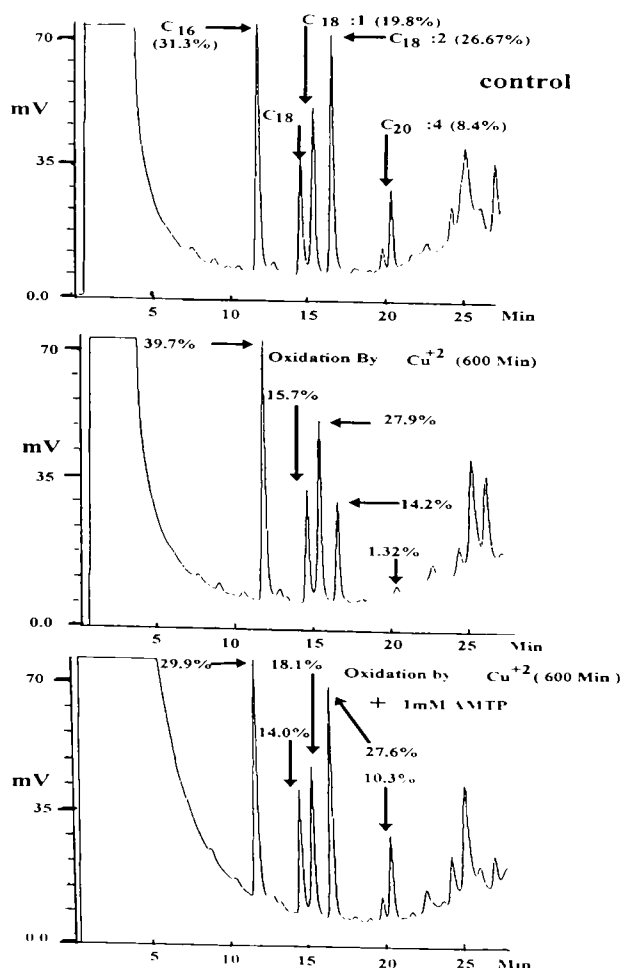 70
35
0.0
mV
C16
(31.3%)
C18 :1 (19.8%)
C18 :2 (26.67%)
control
C18
C20 :4 (8.4%)
5
10
15
20
25
Min
70
35
0.0
mV
39.7%
Oxidation By Cu+2 (600 Min)
15.7%
27.9%
14.2%
1.32%
5
10
15
20
25
Min
70
35
0 0
mV
29.9%
18.1%
Oxidation by Cu+2 ( 600 Min )
+ 1mM AMTP
14.0%
27.6%
10.3%
5
10
15
20
25
Min